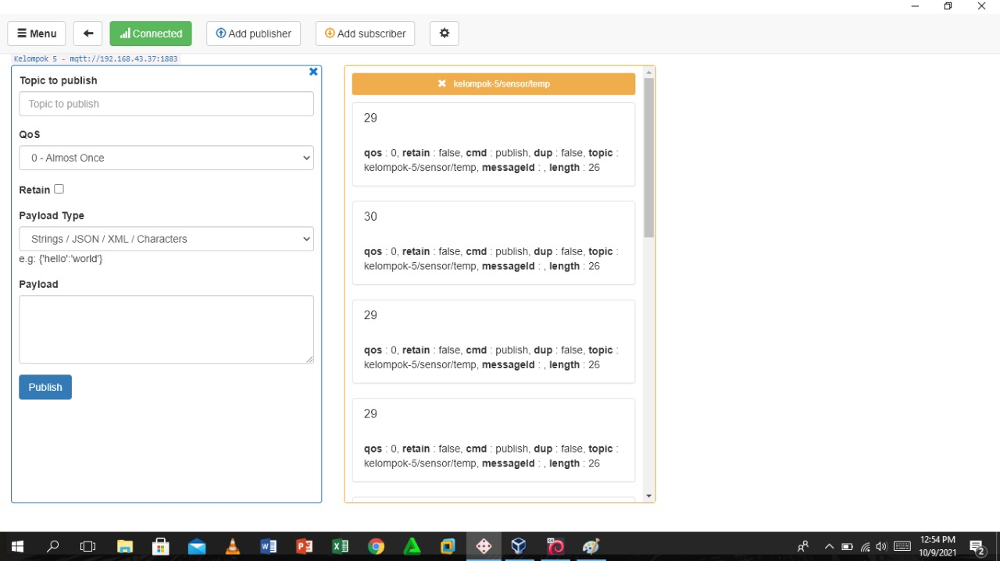 Menu
Connected
Add publisher
Add subscriber
Kelompok 5 - mqtt://192.168.43.37:1883
Topic to publish
Topic to publish
QoS
0 - Almost Once
Retain
Payload Type
Strings / JSON / XML / Characters
e.g: {'hello':'world'}
Payload
Publish
kelompok-5/sensor/temp
29
qos : 0, retain : false, cmd : publish, dup : false, topic :
kelompok-5/sensor/temp, messageId : , length : 26
30
qos : 0, retain : false, cmd : publish, dup : false, topic :
kelompok-5/sensor/temp, messageId : , length : 26
29
qos : 0, retain : false, cmd : publish, dup : false, topic :
kelompok-5/sensor/temp, messageId : , length : 26
29
qos : 0, retain : false, cmd : publish, dup : false, topic :
kelompok-5/sensor/temp, messageId : , length : 26
12:54 PM
10/9/2021
2